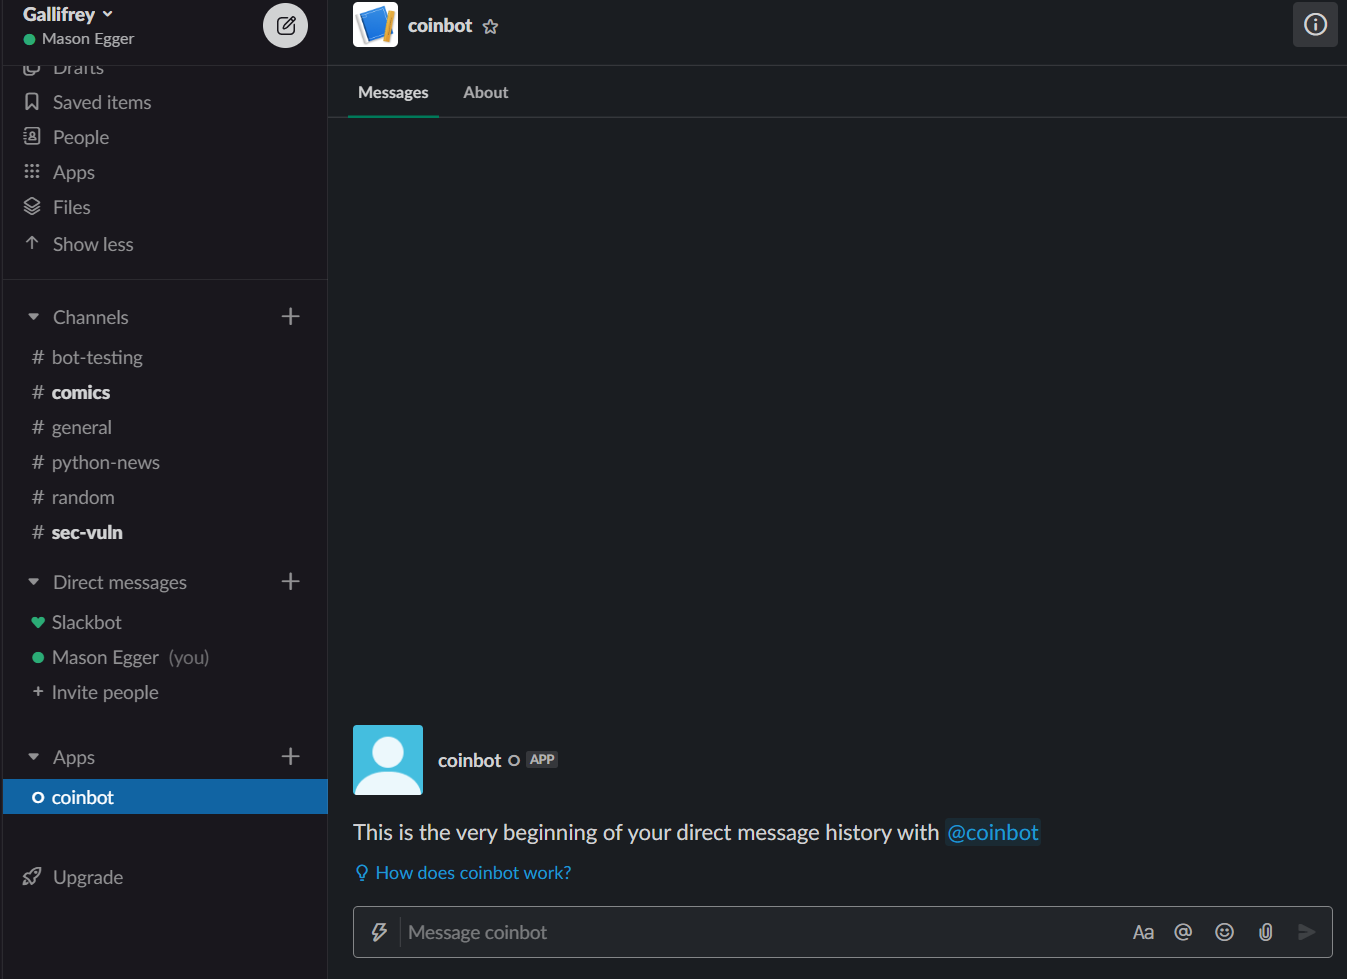 Gallifrey
Mason Egger
Drafts
Saved items
People
Apps
Files
Show less
Channels
# bot-testing
# comics
# general
# python-news
# random
# sec-vuln
Direct messages
Slackbot
Mason Egger (you)
+ Invite people
Apps
coinbot
Upgrade
coinbot
Messages About
coinbot APP
This is the very beginning of your direct message history with @coinbot
How does coinbot work?
Message coinbot Aa @